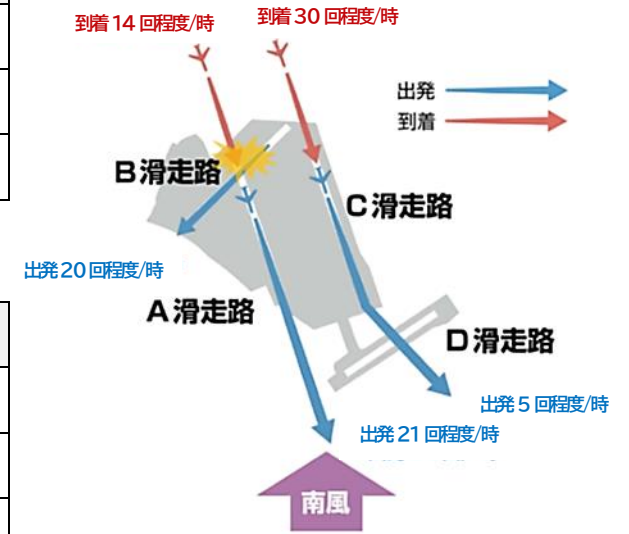 到着14回程度/時
到着30回程度/時
出発
到着
B滑走路
C滑走路
出発20回程度/時
A滑走路
D滑走路
出発5回程度/時
出発21回程度/時
南風